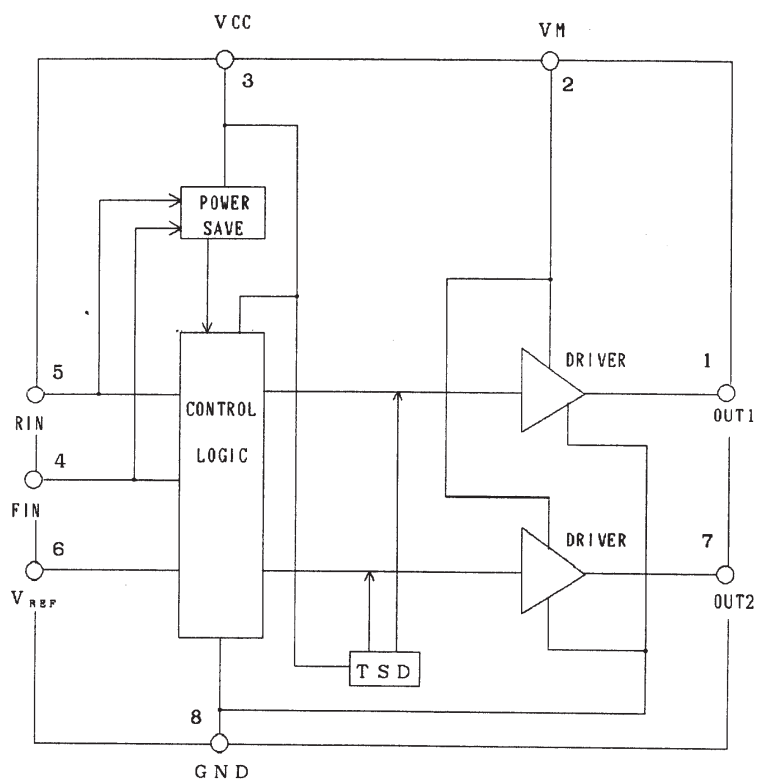 VCC
VM
3
2
POWER
SAVE
5
DRIVER
1
CONTROL
RIN
OUT1
4
LOGIC
FIN
6
DRIVER
7
VREF
OUT2
TSD
8
GND